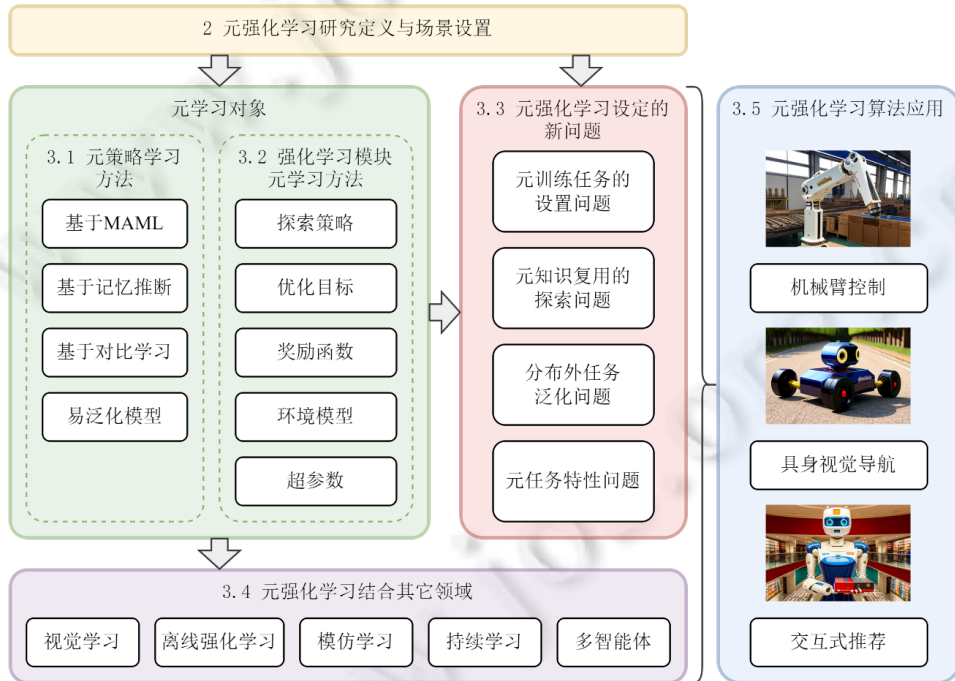 2 元强化学习研究定义与场景设置
元学习对象
3.1 元策略学习
方法
基于MAML
基于记忆推断
基于对比学习
易泛化模型
3.2 强化学习模块
元学习方法
探索策略
优化目标
奖励函数
环境模型
超参数
3.3 元强化学习设定的
新问题
元训练任务的
设置问题
元知识复用的
探索问题
分布外任务
泛化问题
元任务特性问题
3.4 元强化学习结合其它领域
视觉学习
离线强化学习
模仿学习
持续学习
多智能体
3.5 元强化学习算法应用
机械臂控制
具身视觉导航
交互式推荐